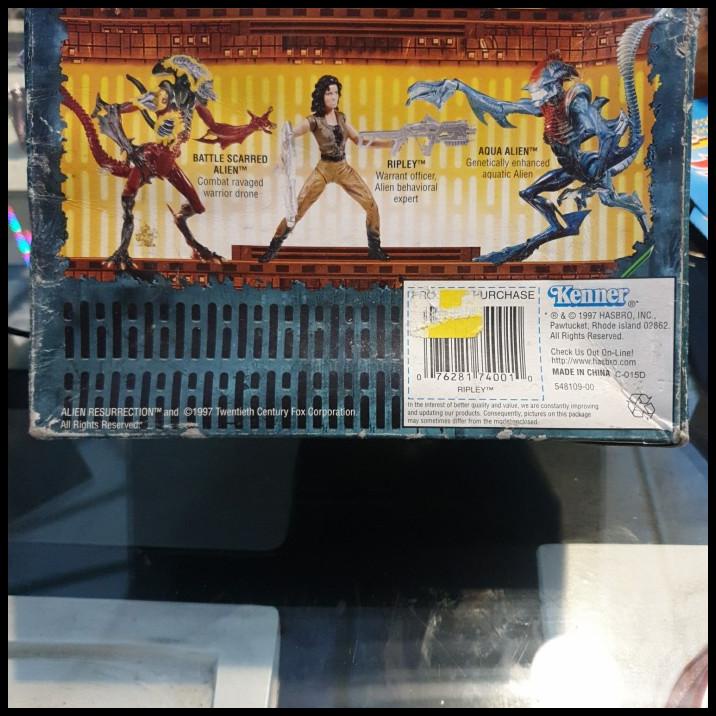 BATTLE SCARRED
ALIEN™
Combat ravaged
warrior drone
RIPLEY™
Warrant officer,
Alien behavioral
expert
AQUA ALIEN™
Genetically enhanced
aquatic Alien
PURCHASE
0 76281 74001 0
RIPLEY™
Kenner®
® & © 1997 HASBRO, INC.,
Pawtucket, Rhode island 02862.
All Rights Reserved.
Check Us Out On-Line!
http://www.hasbro.com
MADE IN CHINA C-015D
548109-00
In the interest of better quality and value, we are constantly improving
and updating our products. Consequently, pictures on this package
may sometimes differ from the model enclosed.
ALIEN RESURRECTION™ and ©1997 Twentieth Century Fox Corporation.
All Rights Reserved.